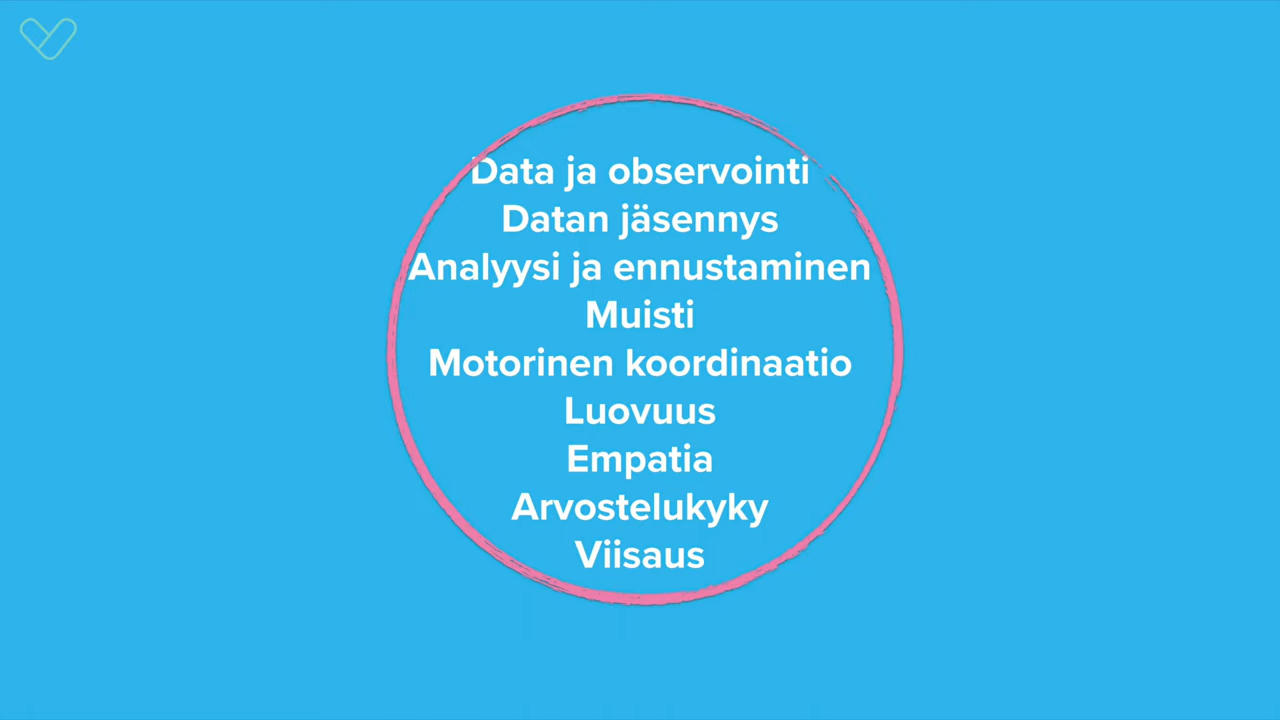 Data ja observointi
Datan jäsennys
Analyysi ja ennustaminen
Muisti
Motorinen koordinaatio
Luovuus
Empatia
Arvostelukyky
Viisaus